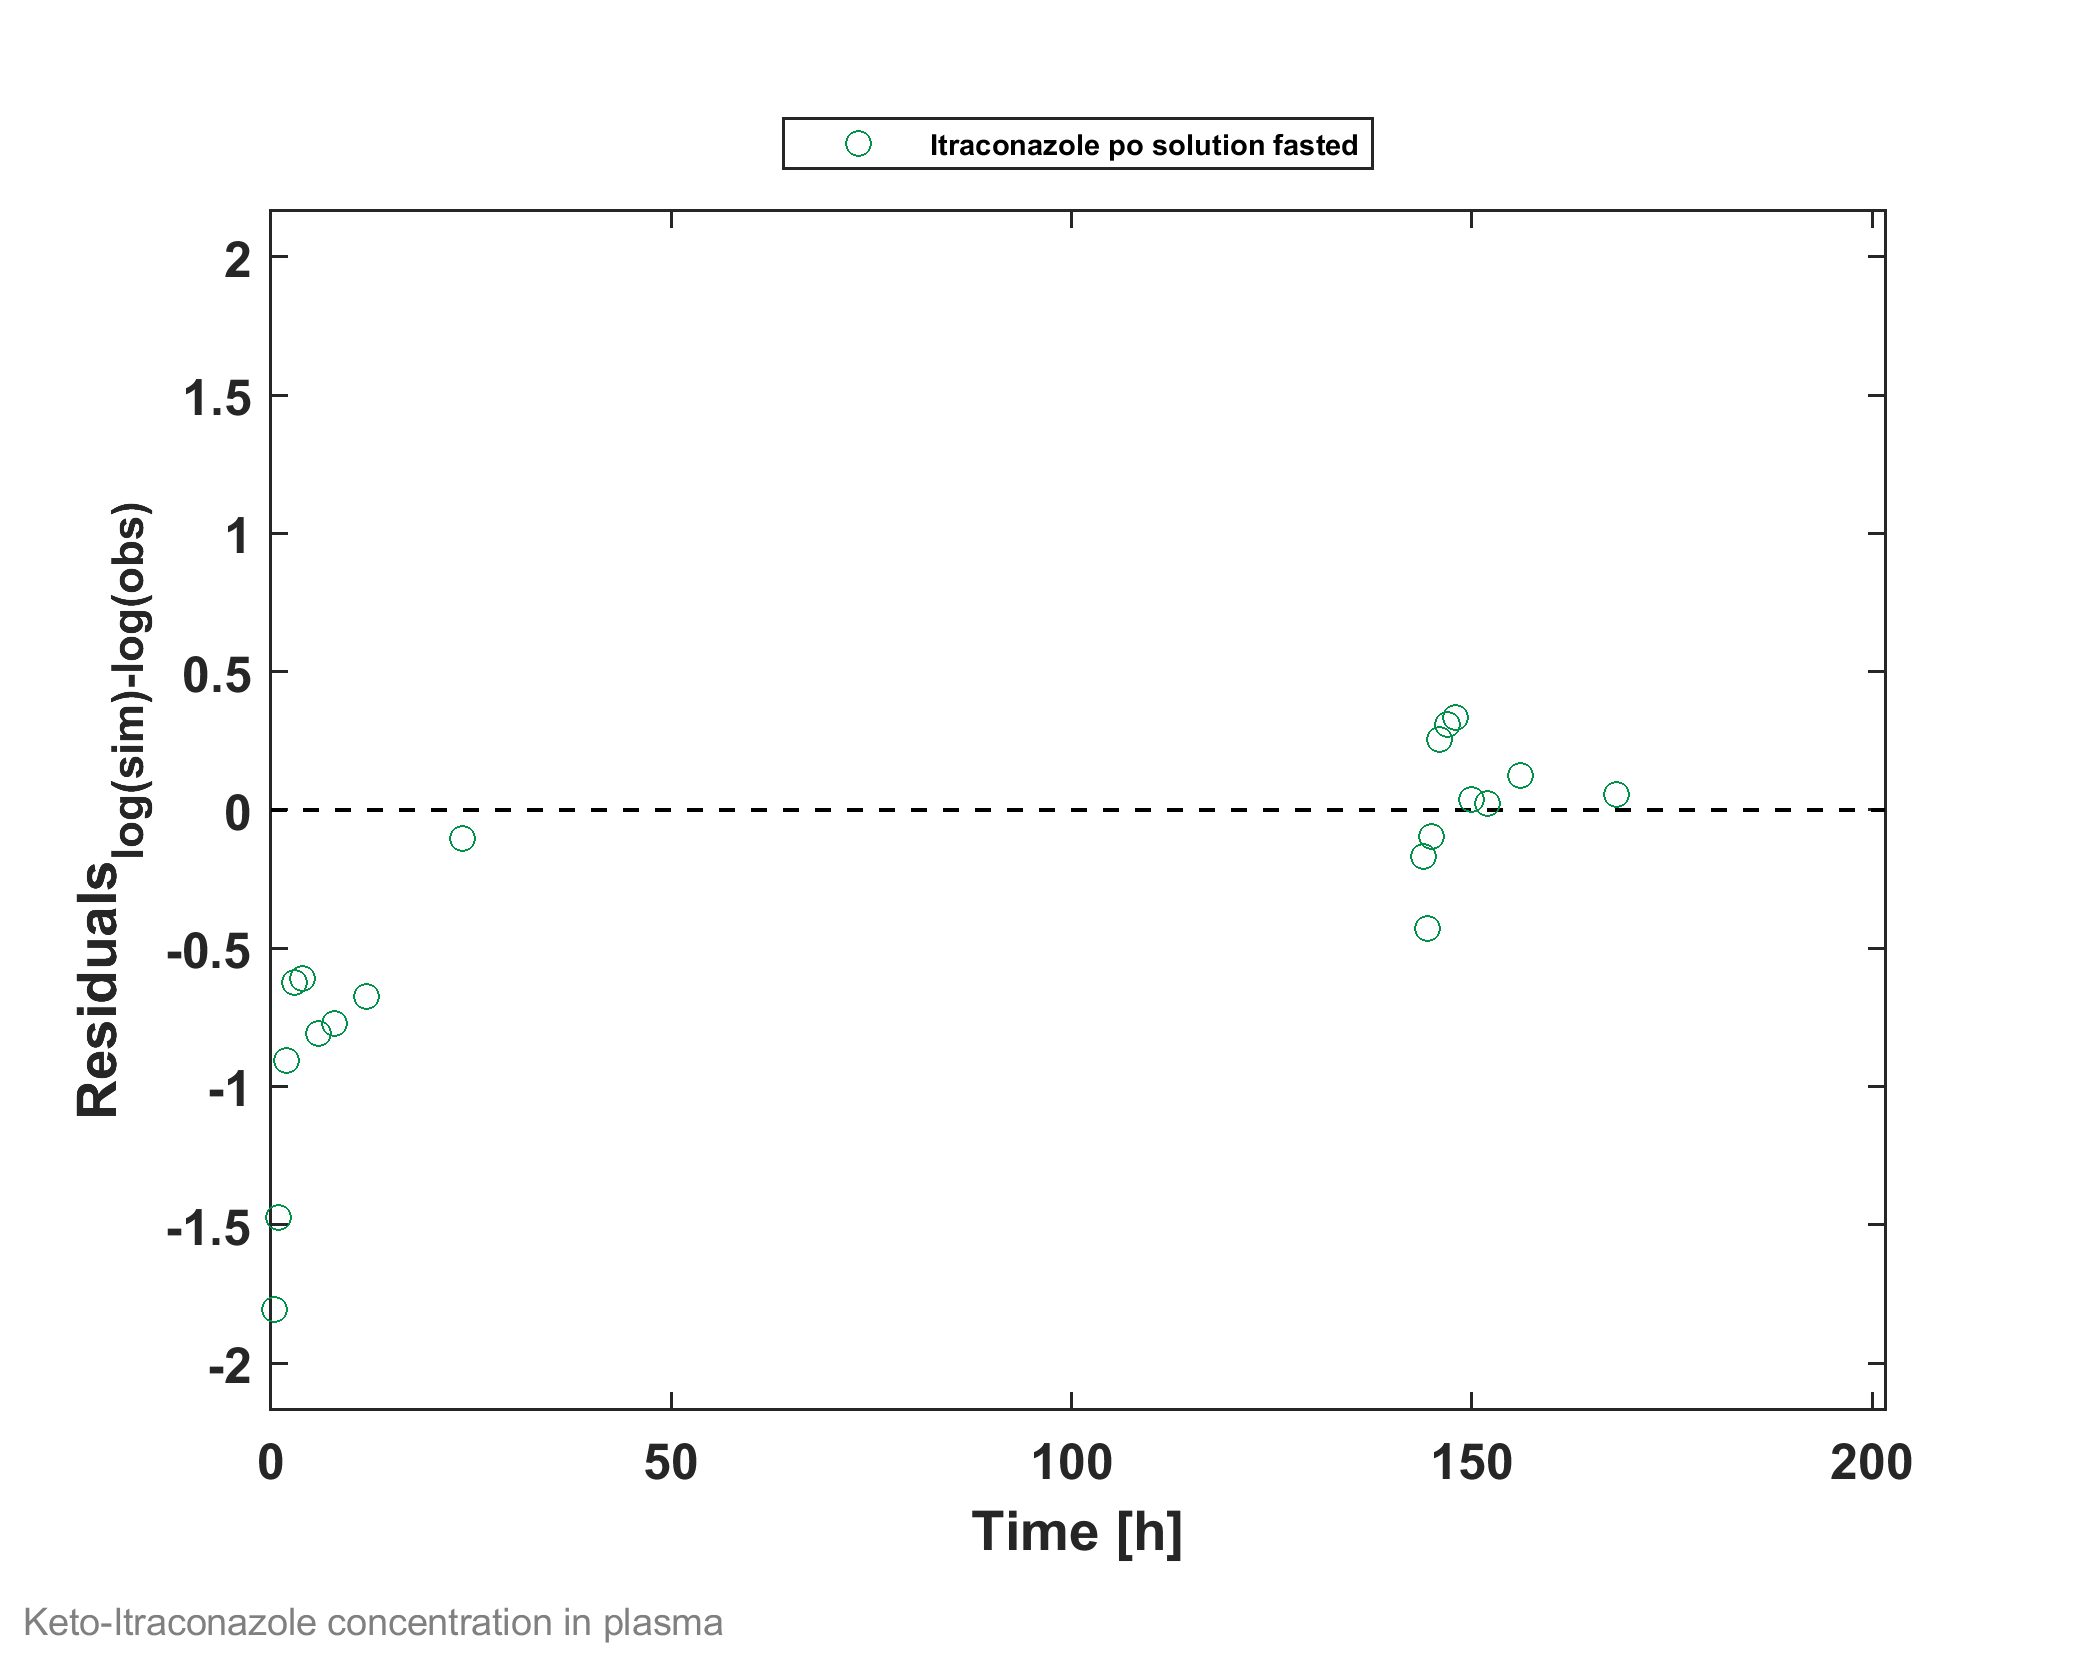 Itraconazole po solution fasted
2
1.5
1
0.5
0
-0.5
-1
-1.5
-2
Residuals log(sim)-log(obs)
0 50 100 150 200
Time [h]
Keto-Itraconazole concentration in plasma